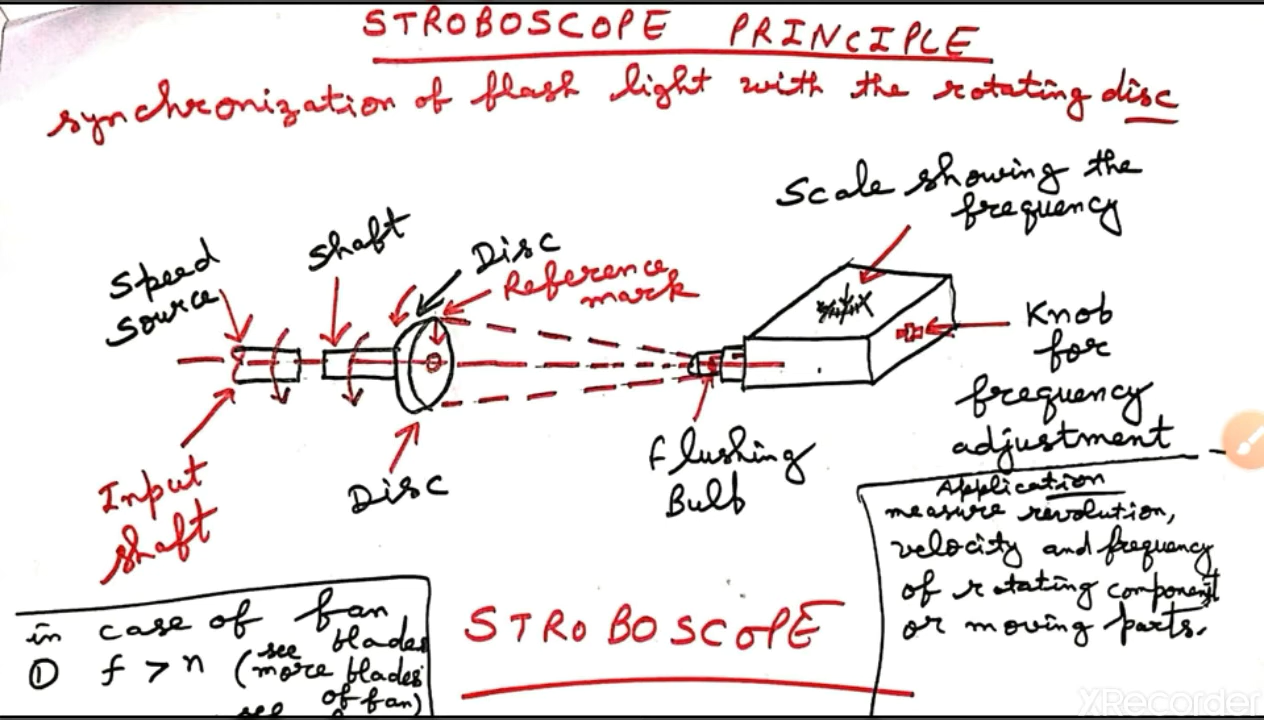 STROBOSCOPE PRINCIPLE
synchronization of flash light with the rotating disc
Scale showing the
frequency
Speed
source
shaft
Disc
Reference
mark
Knob
for
frequency
adjustment
Input
shaft
Disc
flushing
Bulb
Application
measure revolution,
velocity and frequency
of rotating component
or moving parts.
in case of fan
blades
① f > n (see
more blades
of fan)
see
STROBOSCOPE
XRecorder